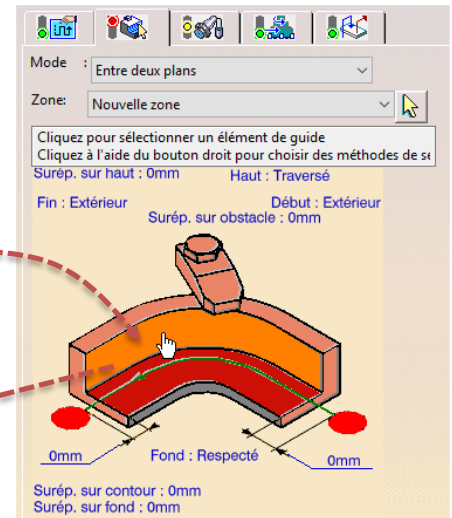 Mode : Entre deux plans
Zone: Nouvelle zone
Cliquez pour sélectionner un élément de guide
Cliquez à l'aide du bouton droit pour choisir des méthodes de
Surép. sur haut : 0mm Haut : Traversé
Fin : Extérieur Début : Extérieur
Surép. sur obstacle : 0mm
0mm Fond : Respecté 0mm
Surép. sur contour : 0mm
Surép. sur fond : 0mm